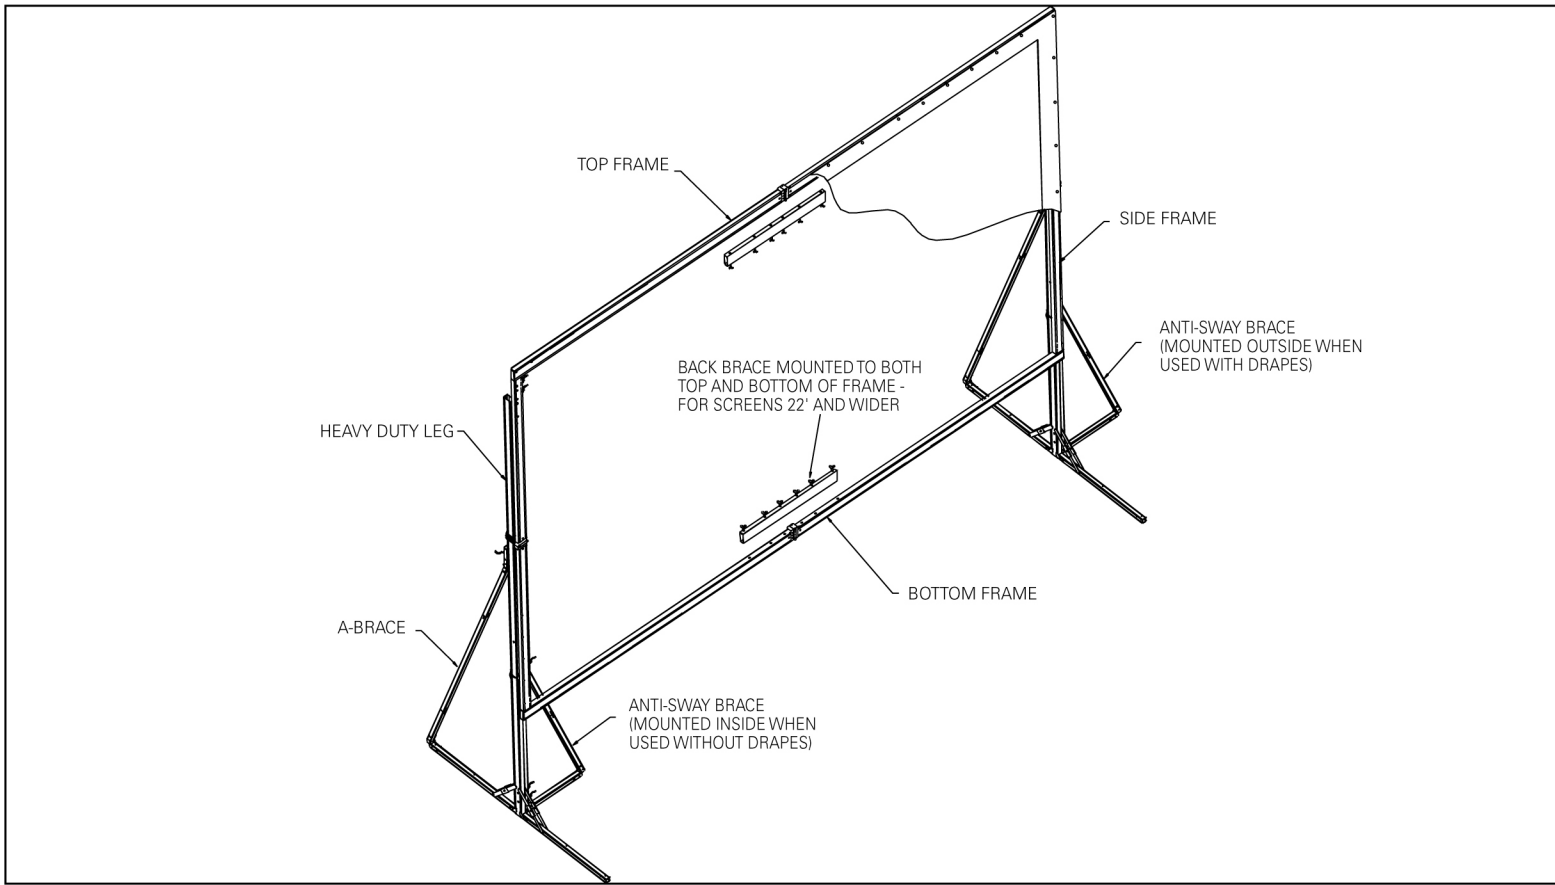 TOP FRAME
SIDE FRAME
ANTI-SWAY BRACE
(MOUNTED OUTSIDE WHEN
USED WITH DRAPES)
BACK BRACE MOUNTED TO BOTH
TOP AND BOTTOM OF FRAME -
FOR SCREENS 22' AND WIDER
HEAVY DUTY LEG
BOTTOM FRAME
A-BRACE
ANTI-SWAY BRACE
(MOUNTED INSIDE WHEN
USED WITHOUT DRAPES)